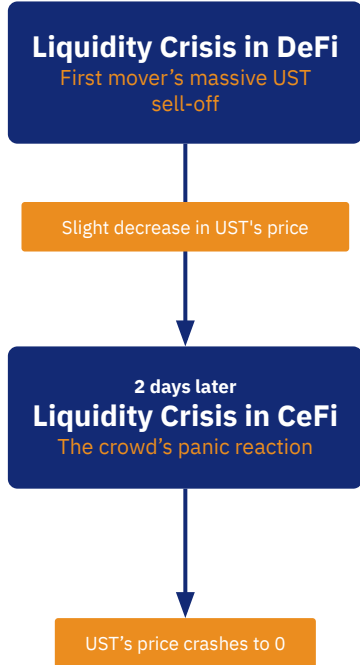 Liquidity Crisis in DeFi
First mover’s massive UST
sell-off
Slight decrease in UST's price
2 days later
Liquidity Crisis in CeFi
The crowd’s panic reaction
UST’s price crashes to 0